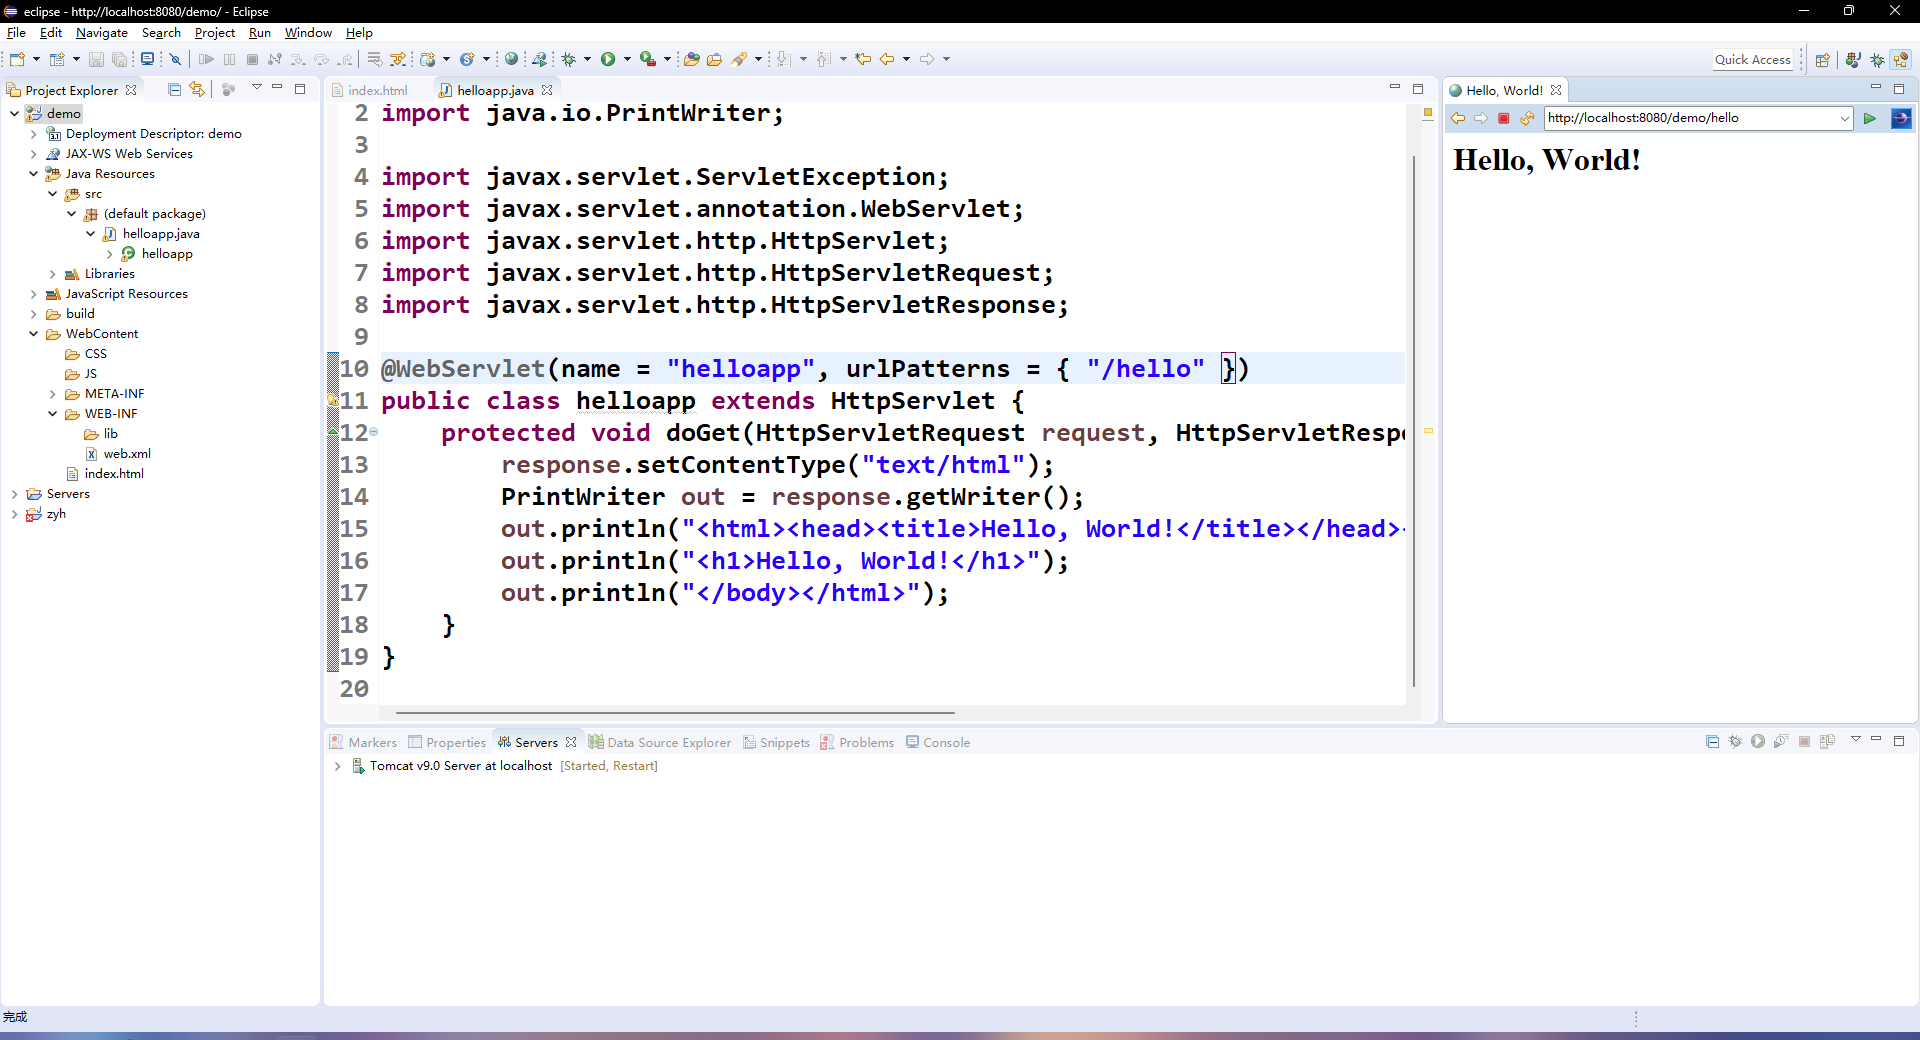 eclipse - http://localhost:8080/demo/ - Eclipse
File Edit Navigate Search Project Run Window Help
Quick Access
Project Explorer
demo
Deployment Descriptor: demo
JAX-WS Web Services
Java Resources
src
(default package)
helloapp.java
helloapp
Libraries
JavaScript Resources
build
WebContent
CSS
JS
META-INF
WEB-INF
lib
web.xml
index.html
Servers
zyh
index.html helloapp.java
2 import java.io.PrintWriter;
3
4 import javax.servlet.ServletException;
5 import javax.servlet.annotation.WebServlet;
6 import javax.servlet.http.HttpServlet;
7 import javax.servlet.http.HttpServletRequest;
8 import javax.servlet.http.HttpServletResponse;
9
10 @WebServlet(name = "helloapp", urlPatterns = { "/hello" })
11 public class helloapp extends HttpServlet {
12 protected void doGet(HttpServletRequest request, HttpServletResp
13 response.setContentType("text/html");
14 PrintWriter out = response.getWriter();
15 out.println("<html><head><title>Hello, World!</title></head>
16 out.println("<h1>Hello, World!</h1>");
17 out.println("</body></html>");
18 }
19 }
20
Hello, World!
http://localhost:8080/demo/hello
Hello, World!
Markers Properties Servers Data Source Explorer Snippets Problems Console
Tomcat v9.0 Server at localhost [Started, Restart]
完成